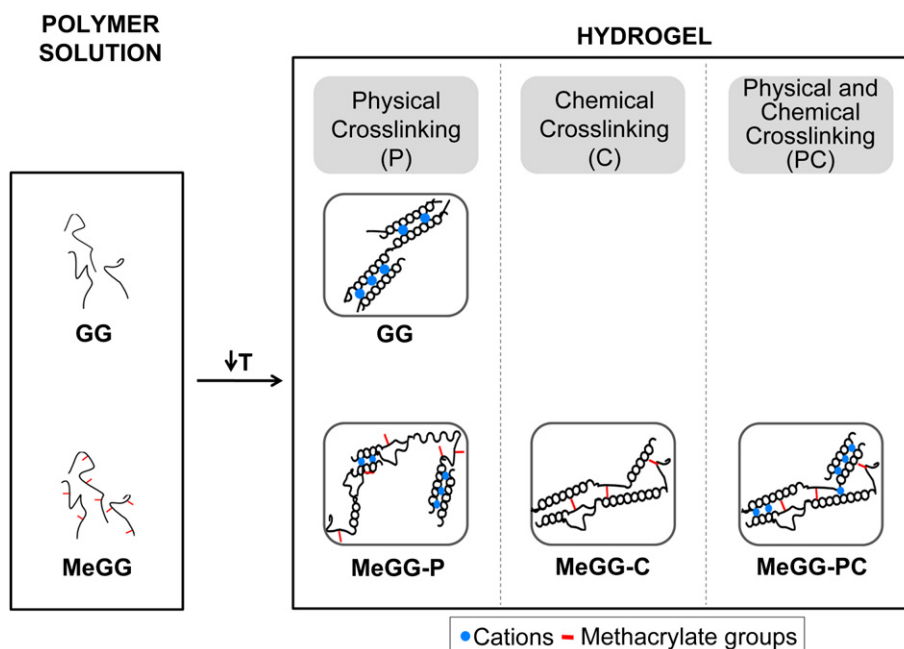 POLYMER
SOLUTION
HYDROGEL
Physical
Crosslinking
(P)
Chemical
Crosslinking
(C)
Physical and
Chemical
Crosslinking
(PC)
GG
GG
↓T
MeGG
MeGG-P
MeGG-C
MeGG-PC
Cations
Methacrylate groups